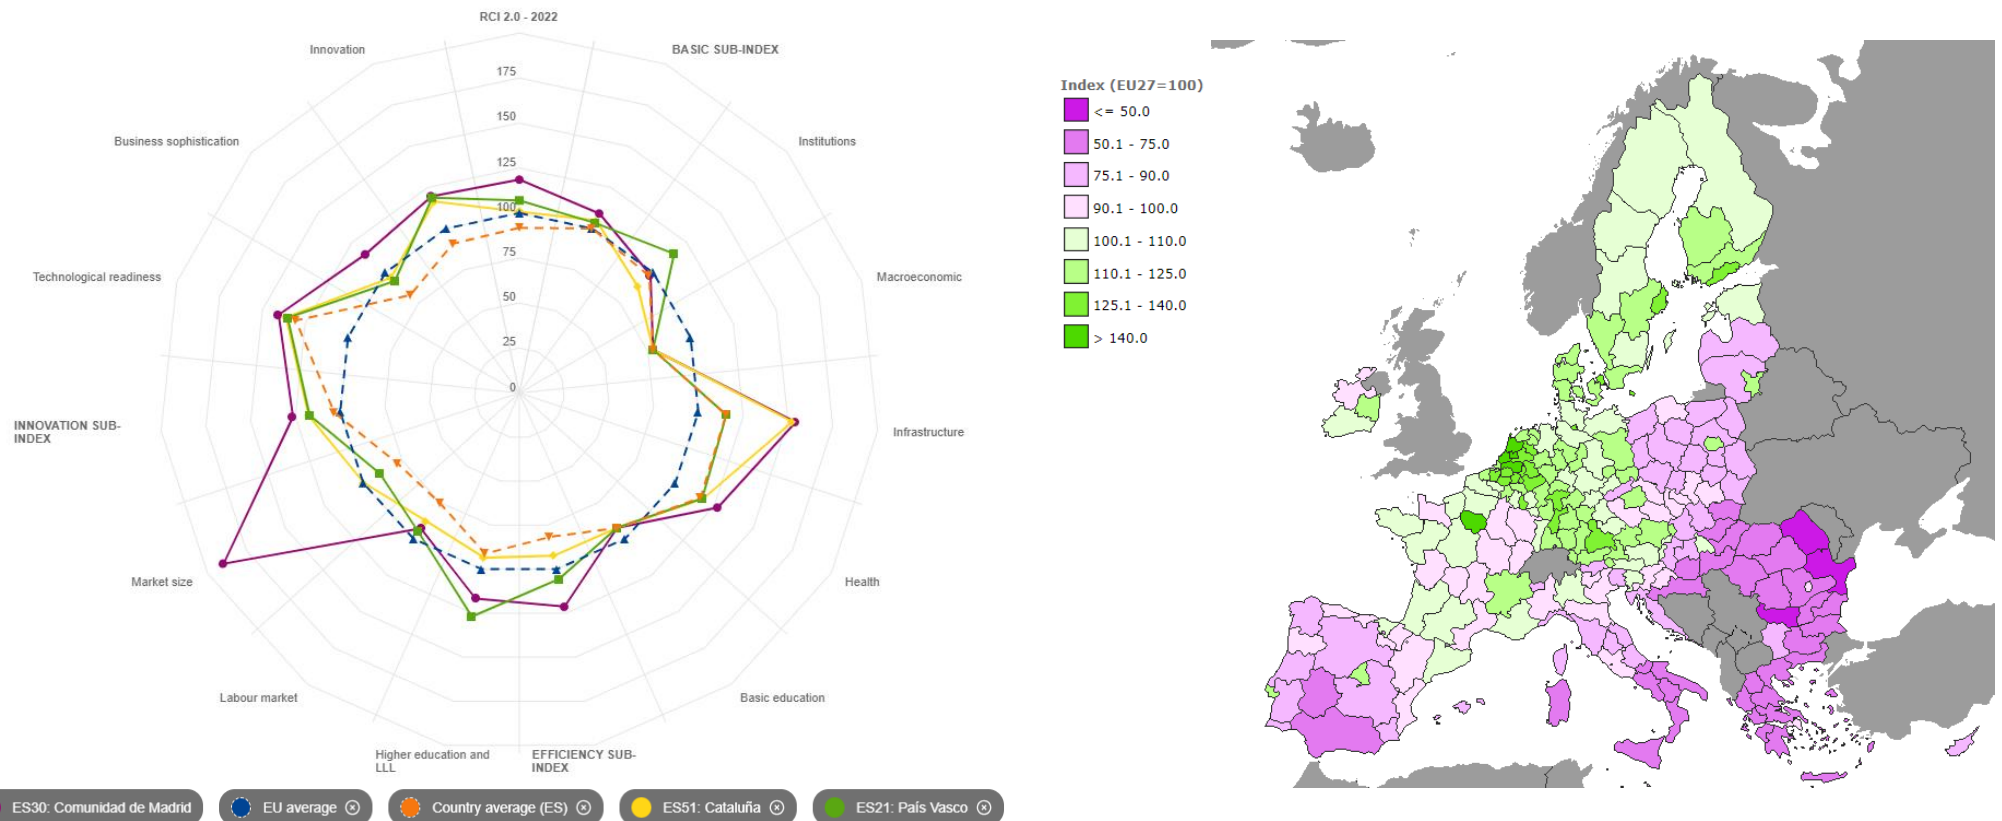 RCI 2.0 - 2022
BASIC SUB-INDEX
Institutions
Macroeconomic
Infrastructure
Health
Basic education
EFFICIENCY SUB-
INDEX
Higher education and
LLL
Labour market
Market size
INNOVATION SUB-
INDEX
Technological readiness
Business sophistication
Innovation
175
150
125
100
75
50
25
0
ES30: Comunidad de Madrid
EU average
Country average (ES)
ES51: Cataluña
ES21: País Vasco
Index (EU27=100)
<= 50.0
50.1 - 75.0
75.1 - 90.0
90.1 - 100.0
100.1 - 110.0
110.1 - 125.0
125.1 - 140.0
> 140.0